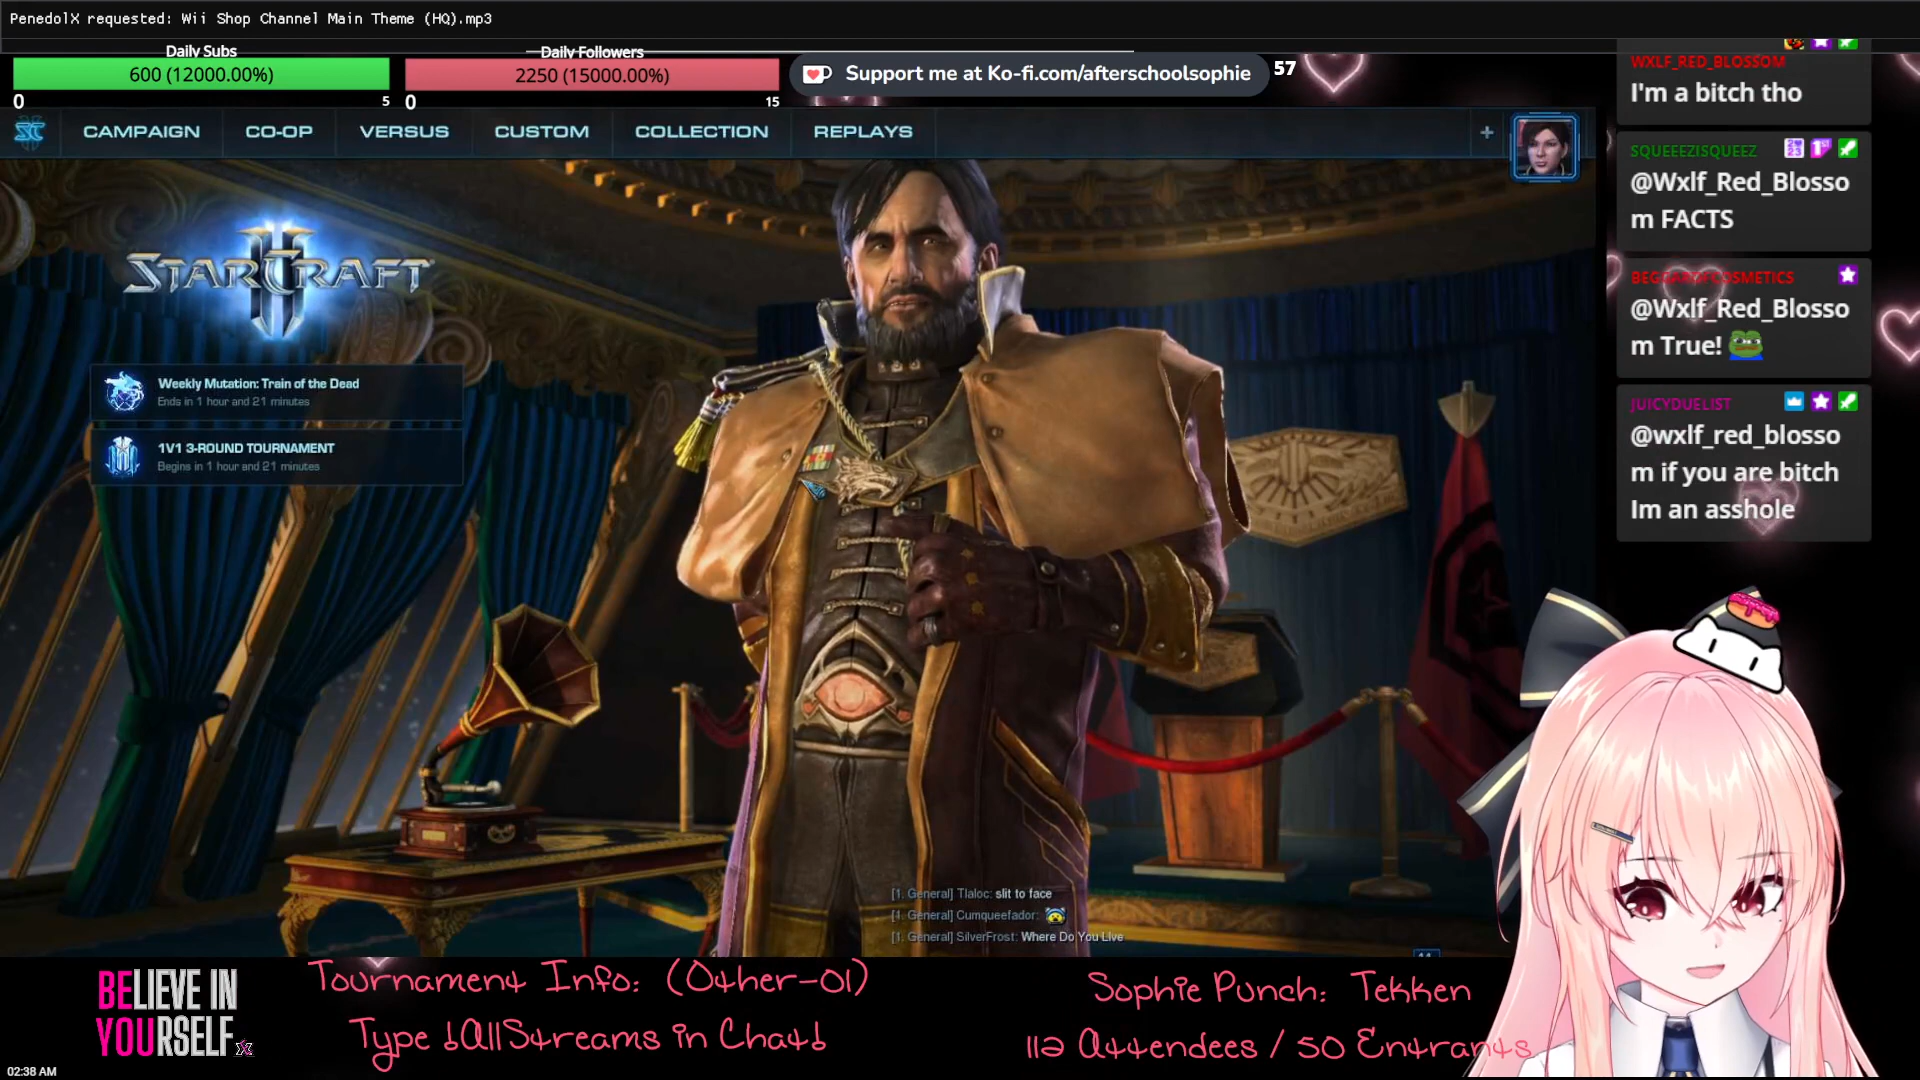 PenedolX requested: Wii Shop Channel Main Theme (HQ).mp3
Daily Subs
600 (12000.00%)
0 5
Daily Followers
2250 (15000.00%)
0 15
Support me at Ko-fi.com/afterschoolsophie
57
CAMPAIGN CO-OP VERSUS CUSTOM COLLECTION REPLAYS
STARCRAFT
II
Weekly Mutation: Train of the Dead
Ends in 1 hour and 21 minutes
1V1 3-ROUND TOURNAMENT
Begins in 1 hour and 21 minutes
[1. General] Tlaloc: slit to face
[1. General] Cumqueefador:
[1. General] SilverFrost: Where Do You Live
WXLF_RED_BLOSSOM
I'm a bitch tho
SQUEEEZISQUEEZ
@Wxlf_Red_Blosso
m FACTS
BEGGAROFCOSMETICS
@Wxlf_Red_Blosso
m True!
JUICYDUELIST
@wxlf_red_blosso
m if you are bitch
Im an asshole
BELIEVE IN
YOURSELF
Tournament Info: (Other-01)
Type !AllStreams in Chat!
Sophie Punch: Tekken
112 Attendees / 50 Entrants
02:38 AM